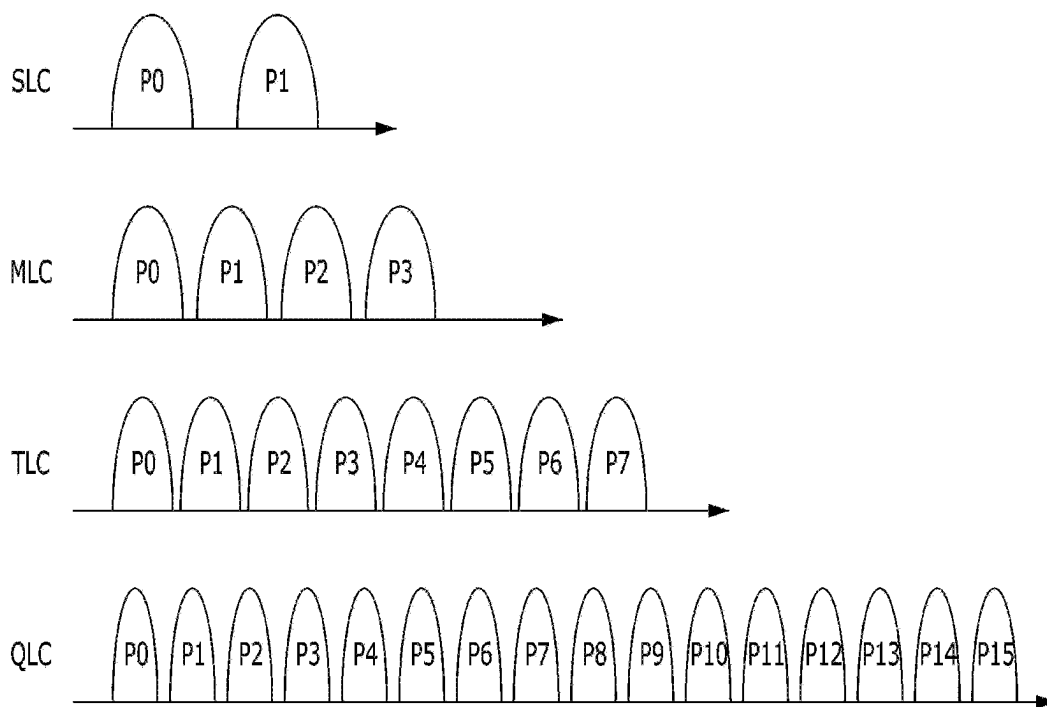 SLC P0 P1
MLC P0 P1 P2 P3
TLC P0 P1 P2 P3 P4 P5 P6 P7
QLC P0 P1 P2 P3 P4 P5 P6 P7 P8 P9 P10 P11 P12 P13 P14 P15